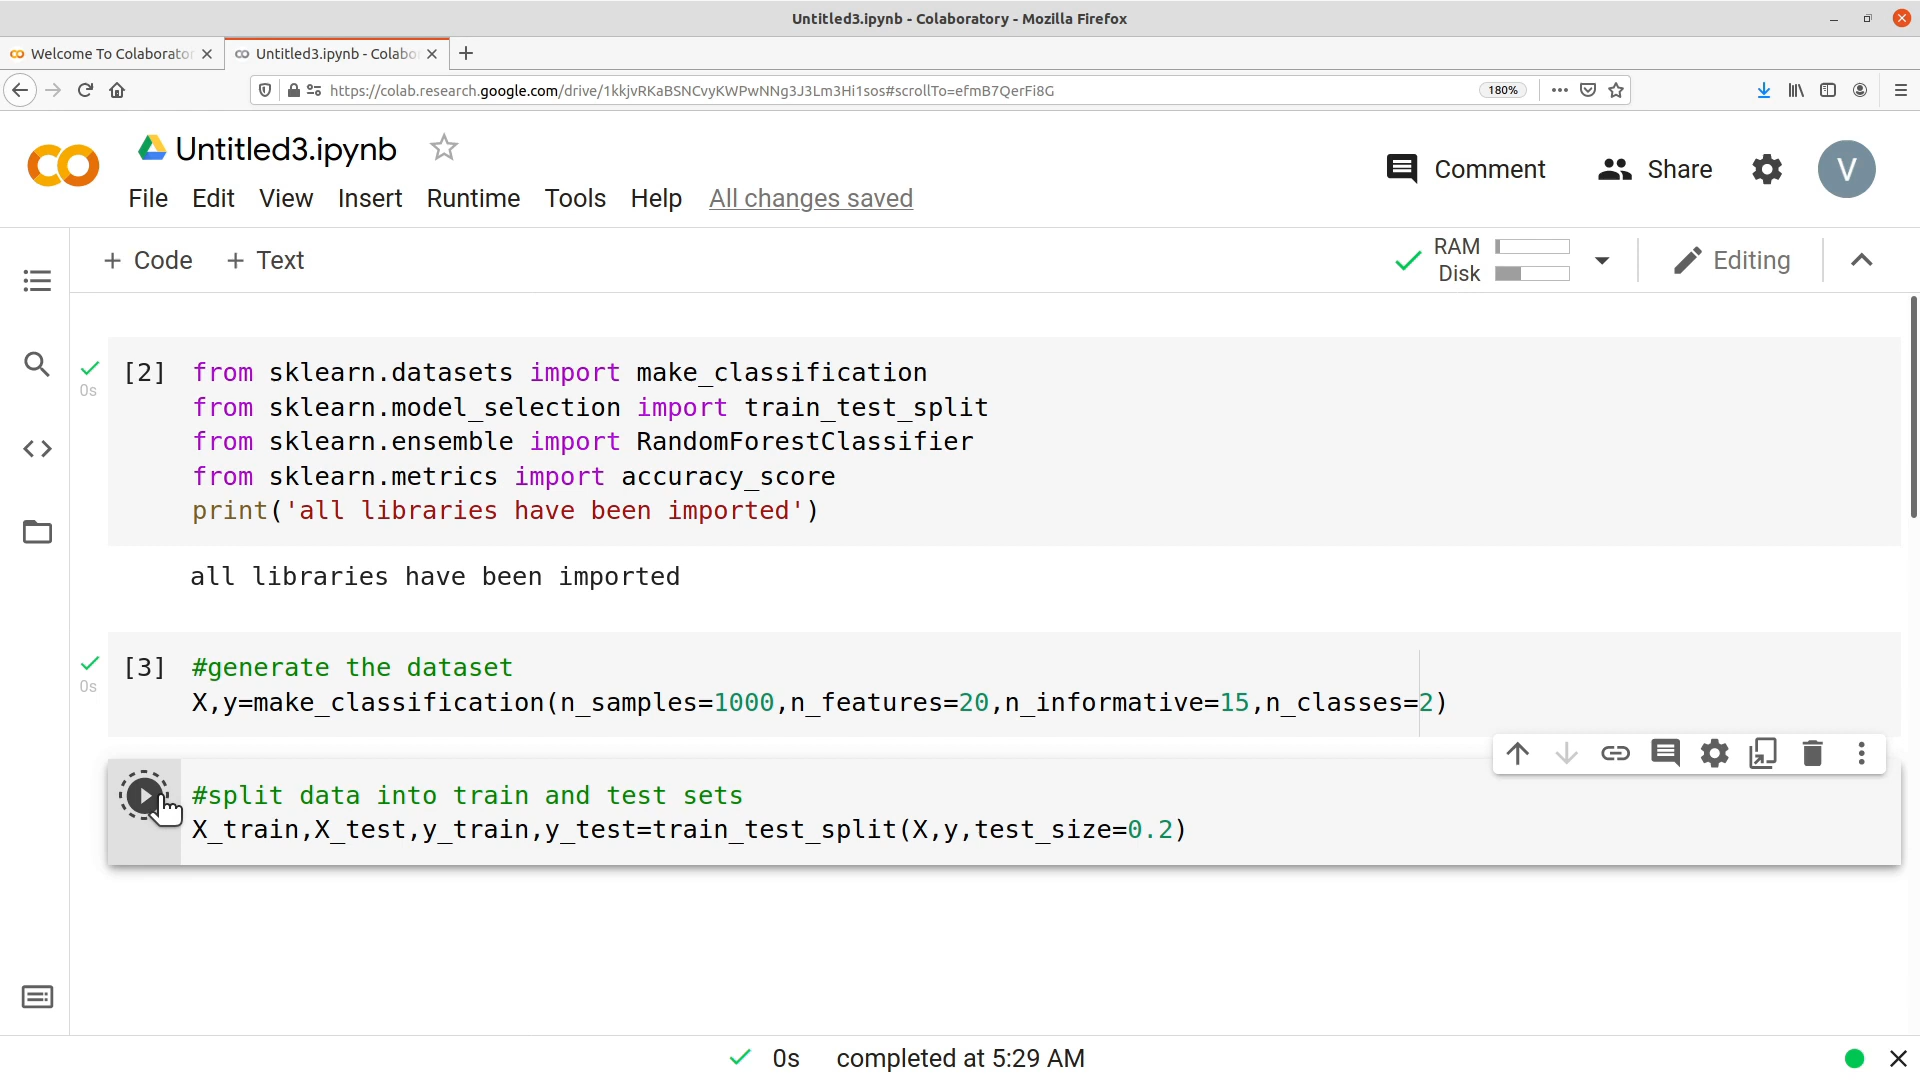 Untitled3.ipynb - Colaboratory - Mozilla Firefox
Welcome To Colaborator
Untitled3.ipynb - Colabo
https://colab.research.google.com/drive/1kkjvRKaBSNCvyKWPwNNg3J3Lm3Hi1sos#scrollTo=efmB7QerFi8G
180%
Untitled3.ipynb
Comment
Share
V
File Edit View Insert Runtime Tools Help All changes saved
+ Code + Text
RAM
Disk
Editing
[2] from sklearn.datasets import make_classification
from sklearn.model_selection import train_test_split
from sklearn.ensemble import RandomForestClassifier
from sklearn.metrics import accuracy_score
print('all libraries have been imported')
0s
all libraries have been imported
[3] #generate the dataset
0s
X,y=make_classification(n_samples=1000,n_features=20,n_informative=15,n_classes=2)
#split data into train and test sets
X_train,X_test,y_train,y_test=train_test_split(X,y,test_size=0.2)
0s completed at 5:29 AM